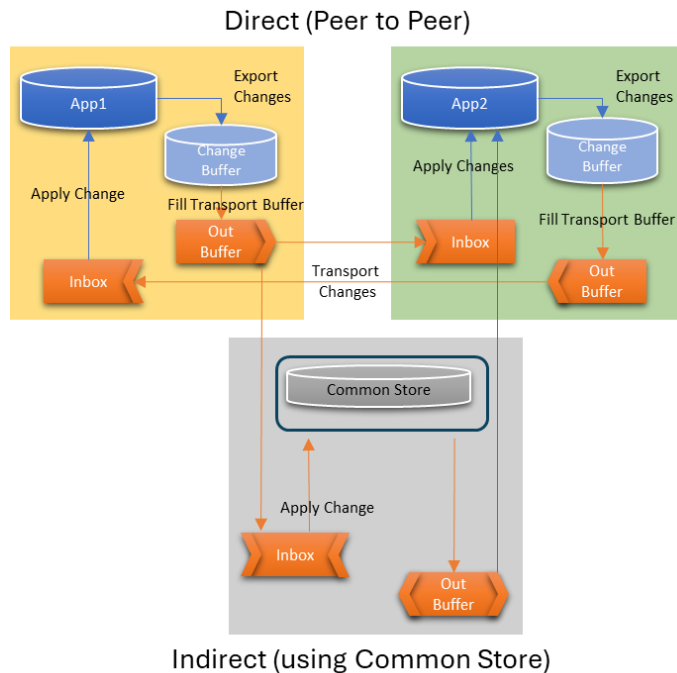 Direct (Peer to Peer)
App1
Export
Changes
Change
Buffer
Apply Change
Fill Transport Buffer
Out
Buffer
Inbox
App2
Export
Changes
Change
Buffer
Apply Changes
Fill Transport Buffer
Inbox
Out
Buffer
Transport
Changes
Common Store
Apply Change
Inbox
Out
Buffer
Indirect (using Common Store)